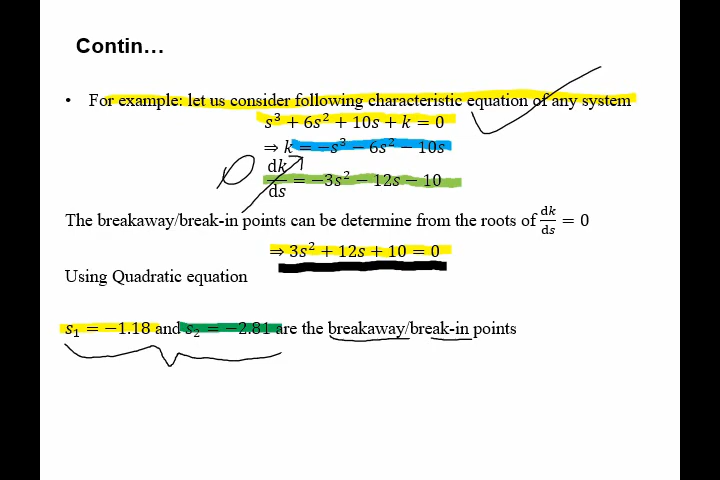 Contin…
• For example: let us consider following characteristic equation of any system
s³ + 6s² + 10s + k = 0
⇒ k = −s³ − 6s² − 10s
dk/ds = −3s² − 12s − 10
The breakaway/break-in points can be determine from the roots of dk/ds = 0
⇒ 3s² + 12s + 10 = 0
Using Quadratic equation
s₁ = −1.18 and s₂ = −2.81 are the breakaway/break-in points